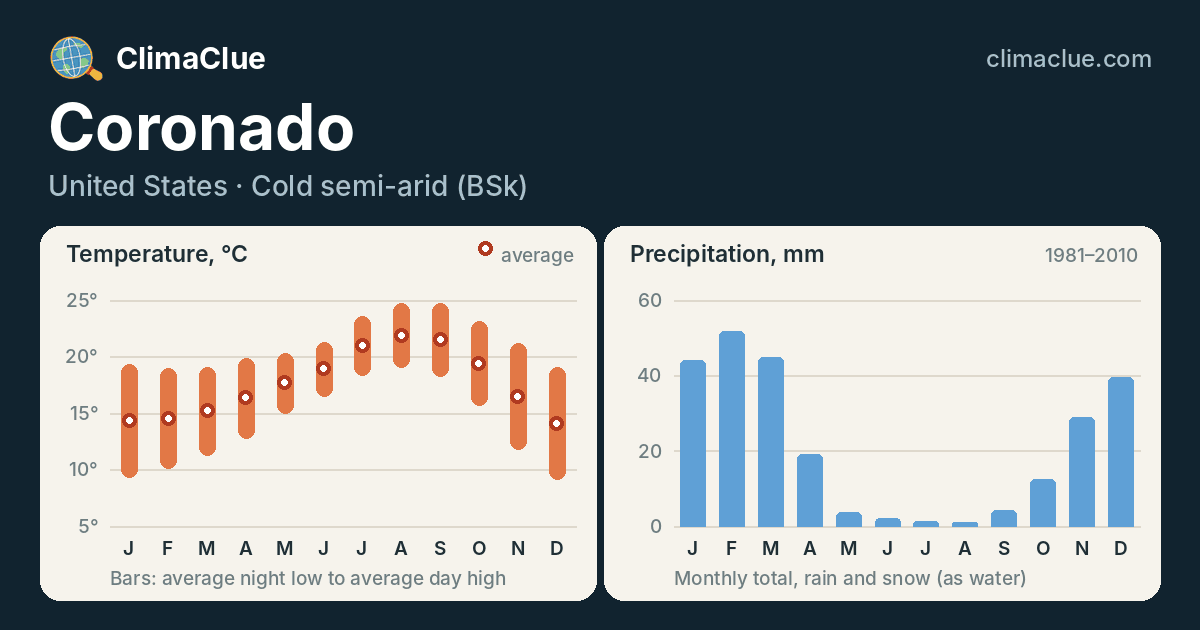 ClimaClue
climaclue.com
Coronado
United States · Cold semi-arid (BSk)
Temperature, °C
average
25°
20°
15°
10°
5°
J F M A M J J A S O N D
Bars: average night low to average day high
Precipitation, mm
1981–2010
60
40
20
0
J F M A M J J A S O N D
Monthly total, rain and snow (as water)